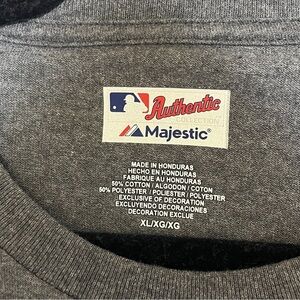 Authentic
COLLECTION
Majestic®
MADE IN HONDURAS
HECHO EN HONDURAS
FABRIQUE AU HONDURAS
50% COTTON / ALGODON / COTON
50% POLYESTER / POLIESTER / POLYESTER
EXCLUSIVE OF DECORATION
EXCLUYENDO DECORACIONES
DECORATION EXCLUE
XL/XG/XG